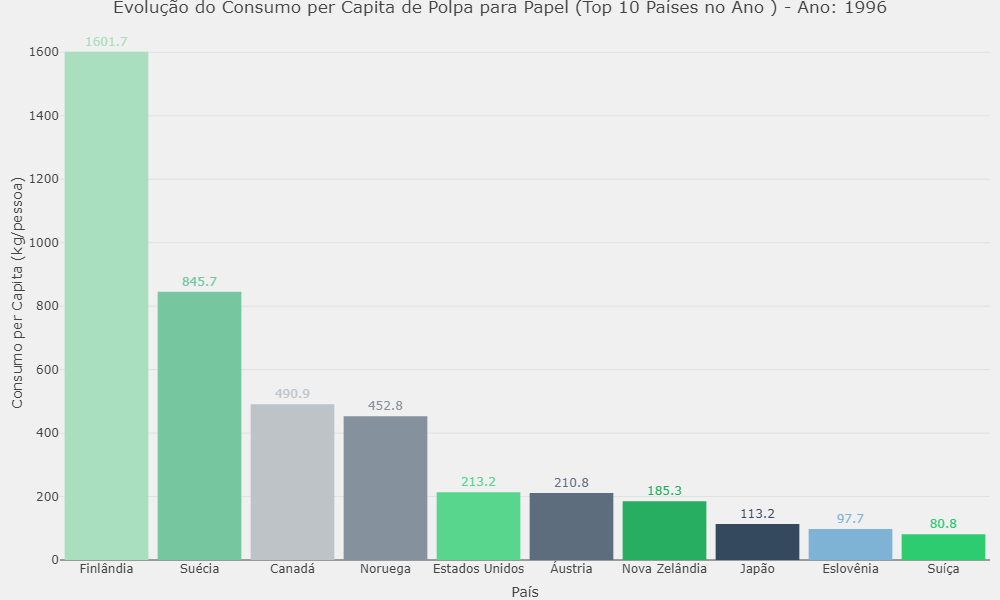 Evolução do Consumo per Capita de Polpa para Papel (Top 10 Países no Ano ) - Ano: 1996
Consumo per Capita (kg/pessoa)
1600
1400
1200
1000
800
600
400
200
0
1601.7
845.7
490.9
452.8
213.2
210.8
185.3
113.2
97.7
80.8
Finlândia
Suécia
Canadá
Noruega
Estados Unidos
Áustria
Nova Zelândia
Japão
Eslovênia
Suíça
País